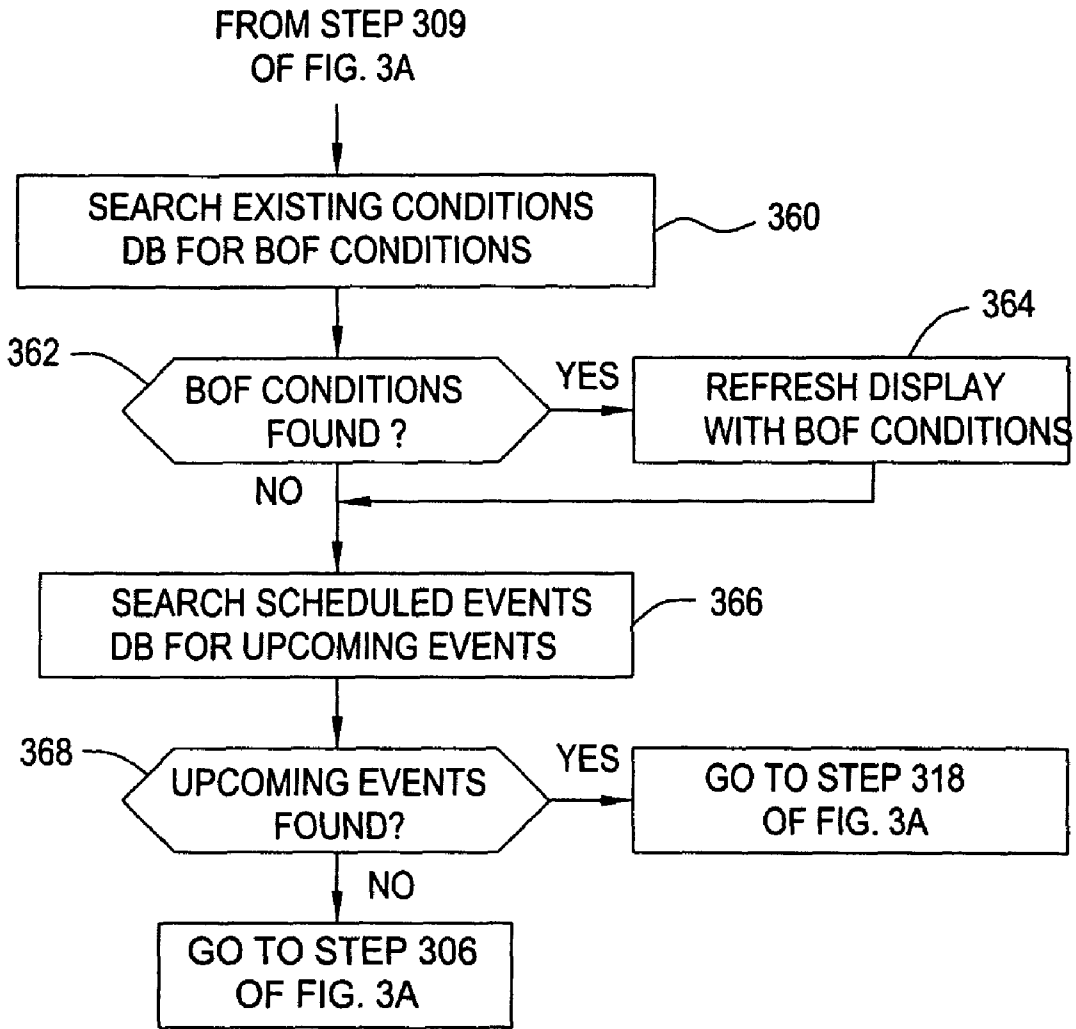 FROM STEP 309
OF FIG. 3A
SEARCH EXISTING CONDITIONS
DB FOR BOF CONDITIONS
360
362
BOF CONDITIONS
FOUND ?
YES
364
REFRESH DISPLAY
WITH BOF CONDITIONS
NO
SEARCH SCHEDULED EVENTS
DB FOR UPCOMING EVENTS
366
368
UPCOMING EVENTS
FOUND?
YES
GO TO STEP 318
OF FIG. 3A
NO
GO TO STEP 306
OF FIG. 3A